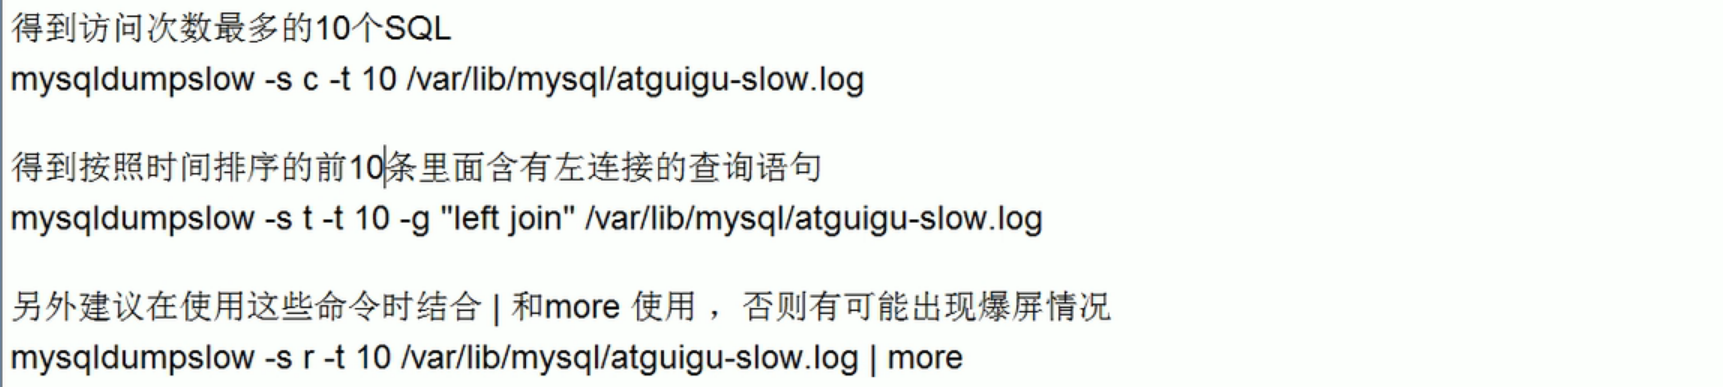 得到访问次数最多的10个SQL
mysqldumpslow -s c -t 10 /var/lib/mysql/atguigu-slow.log
得到按照时间排序的前10条里面含有左连接的查询语句
mysqldumpslow -s t -t 10 -g "left join" /var/lib/mysql/atguigu-slow.log
另外建议在使用这些命令时结合 | 和more 使用 ，否则有可能出现爆屏情况
mysqldumpslow -s r -t 10 /var/lib/mysql/atguigu-slow.log | more